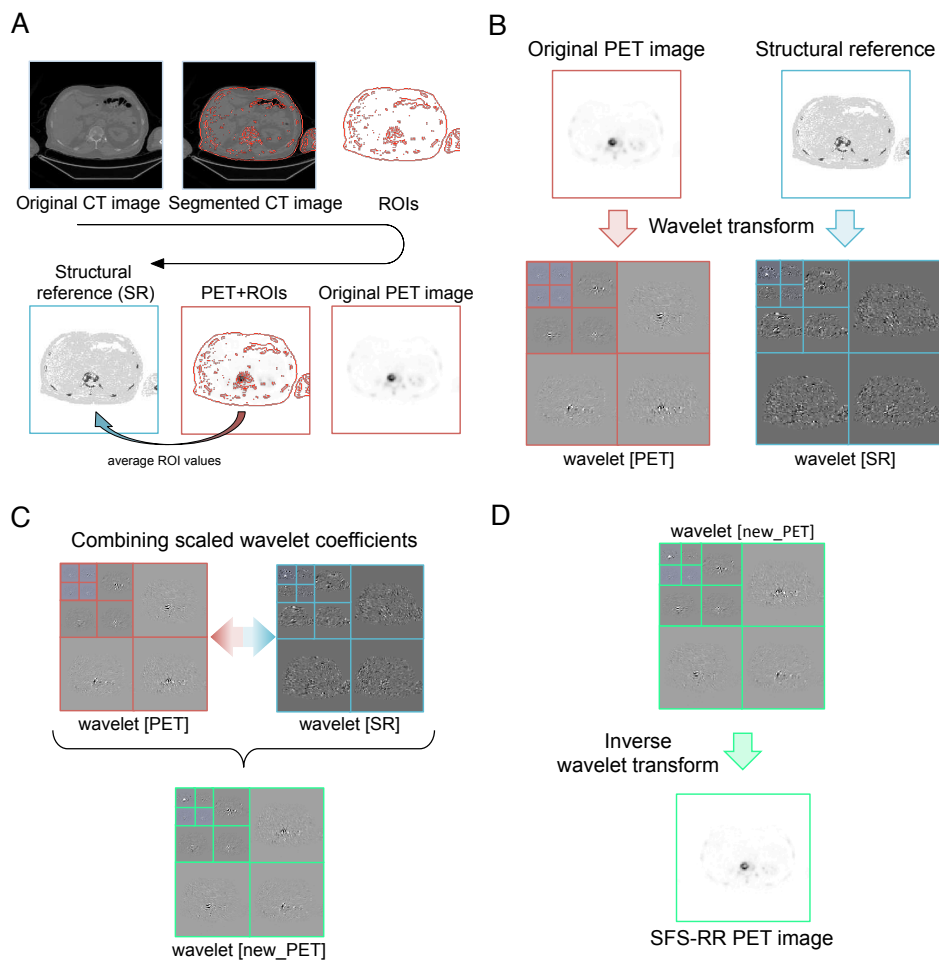 A
Original CT image
Segmented CT image
ROIs
Structural
reference (SR)
PET+ROIs
Original PET image
average ROI values
B
Original PET image
Structural reference
Wavelet transform
wavelet [PET]
wavelet [SR]
C
Combining scaled wavelet coefficients
wavelet [PET]
wavelet [SR]
wavelet [new_PET]
D
wavelet [new_PET]
Inverse
wavelet transform
SFS-RR PET image